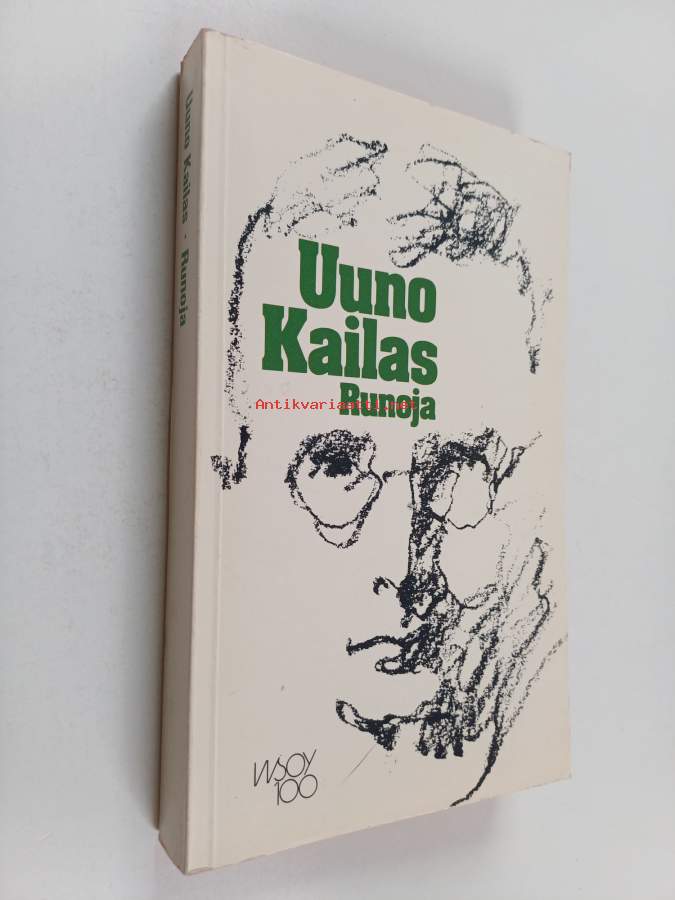 Uuno Kailas · Runoja
Uuno
Kailas
Runoja
Antikvariaatti.net
WSOY
100